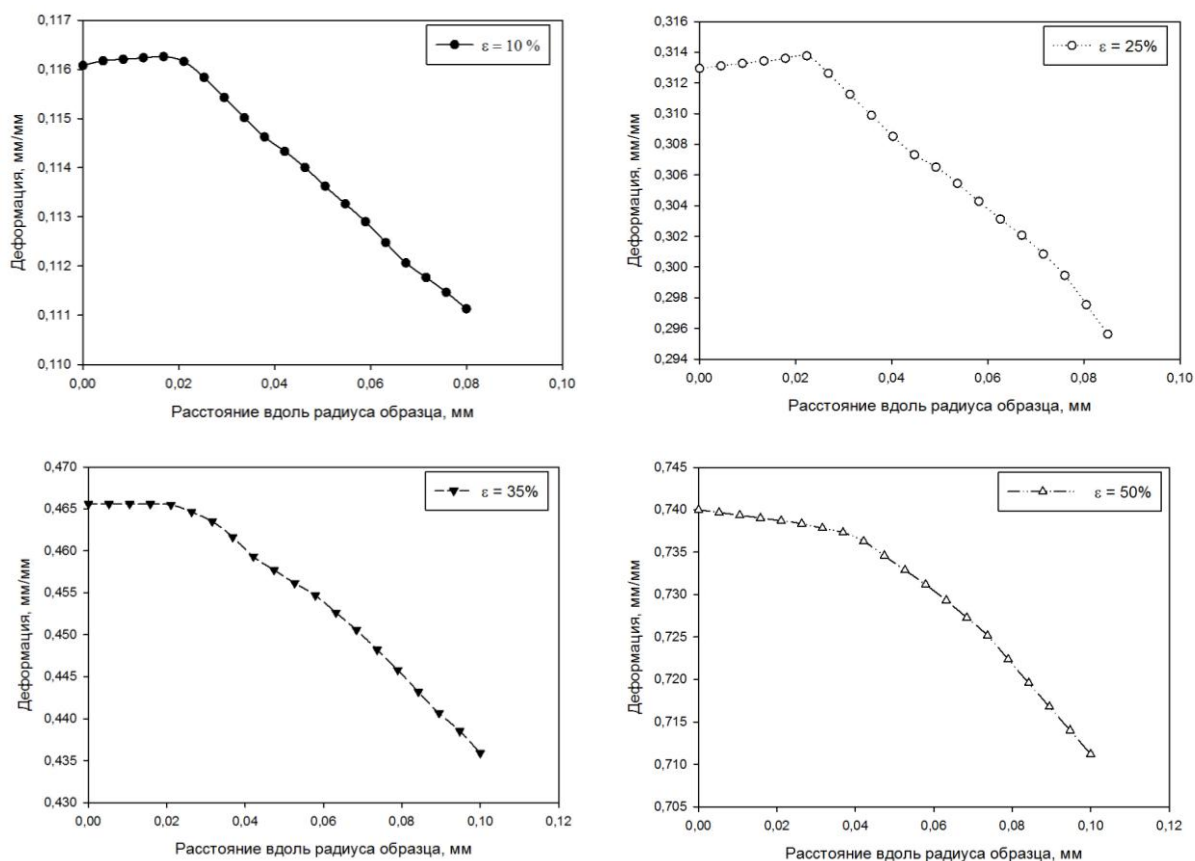 0,117
0,116
0,115
0,114
0,113
0,112
0,111
0,110
Деформация, мм/мм
ε = 10 %
0,00 0,02 0,04 0,06 0,08 0,10
Расстояние вдоль радиуса образца, мм
0,316
0,314
0,312
0,310
0,308
0,306
0,304
0,302
0,300
0,298
0,296
0,294
Деформация, мм/мм
ε = 25%
0,00 0,02 0,04 0,06 0,08 0,10
Расстояние вдоль радиуса образца, мм
0,470
0,465
0,460
0,455
0,450
0,445
0,440
0,435
0,430
Деформация, мм/мм
ε = 35%
0,00 0,02 0,04 0,06 0,08 0,10 0,12
Расстояние вдоль радиуса образца, мм
0,745
0,740
0,735
0,730
0,725
0,720
0,715
0,710
0,705
Деформация, мм/мм
ε = 50%
0,00 0,02 0,04 0,06 0,08 0,10 0,12
Расстояние вдоль радиуса образца, мм